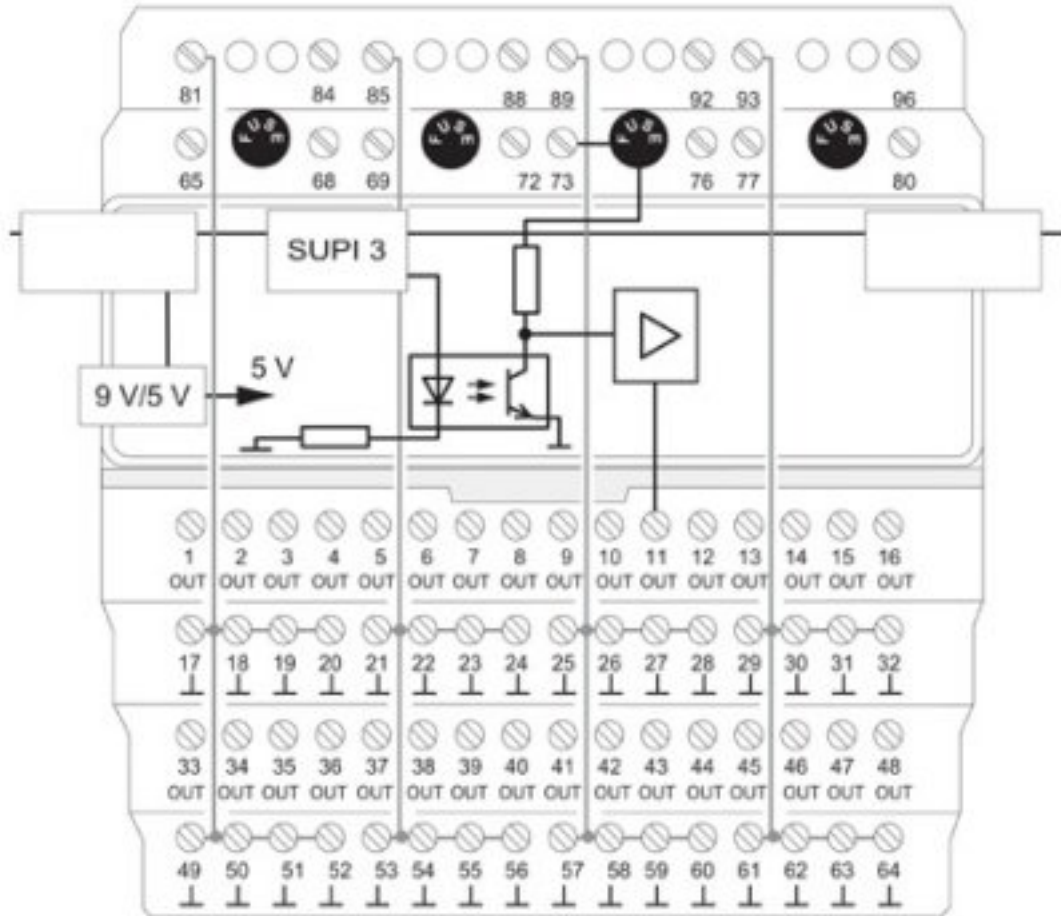 81 84 85 88 89 92 93 96
FUSE FUSE FUSE FUSE
65 68 69 72 73 76 77 80
SUPI 3
5 V
9 V/5 V
1 2 3 4 5 6 7 8 9 10 11 12 13 14 15 16
OUT OUT OUT OUT OUT OUT OUT OUT OUT OUT OUT OUT OUT OUT OUT OUT
17 18 19 20 21 22 23 24 25 26 27 28 29 30 31 32
33 34 35 36 37 38 39 40 41 42 43 44 45 46 47 48
OUT OUT OUT OUT OUT OUT OUT OUT OUT OUT OUT OUT OUT OUT OUT OUT
49 50 51 52 53 54 55 56 57 58 59 60 61 62 63 64